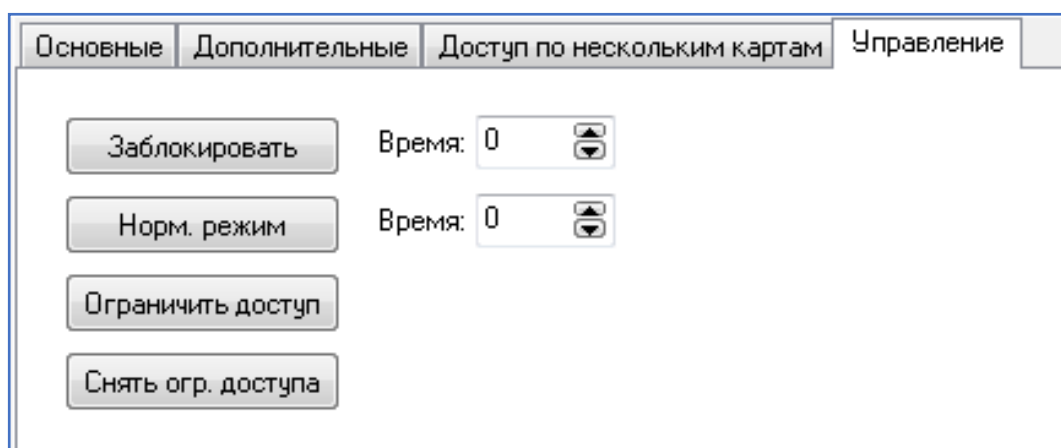 Основные Дополнительные Доступ по нескольким картам Управление
Заблокировать Время: 0
Норм. режим Время: 0
Ограничить доступ
Снять огр. доступа